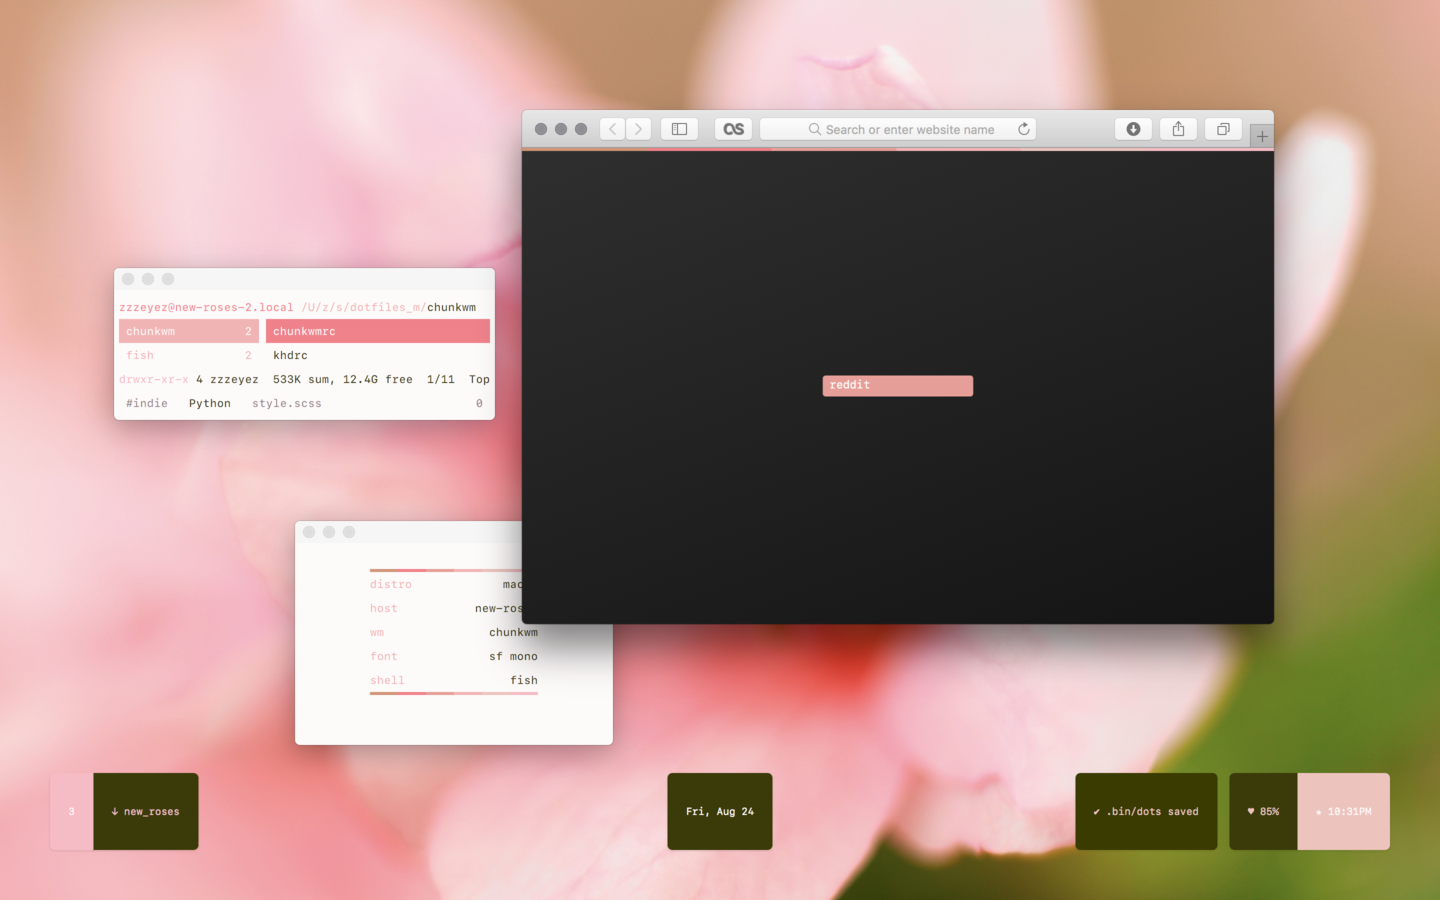 Search or enter website name
reddit
zzzeyez@new-roses-2.local /U/z/s/dotfiles_m/chunkwm
chunkwm 2 chunkwmrc
fish 2 khdrc
drwxr-xr-x 4 zzzeyez 533K sum, 12.4G free 1/11 Top
#indie Python style.scss 0
distro mac
host new-ros
wm chunkwm
font sf mono
shell fish
3 ↓ new_roses
Fri, Aug 24
✔ .bin/dots saved
♥ 85%
★ 10:31PM